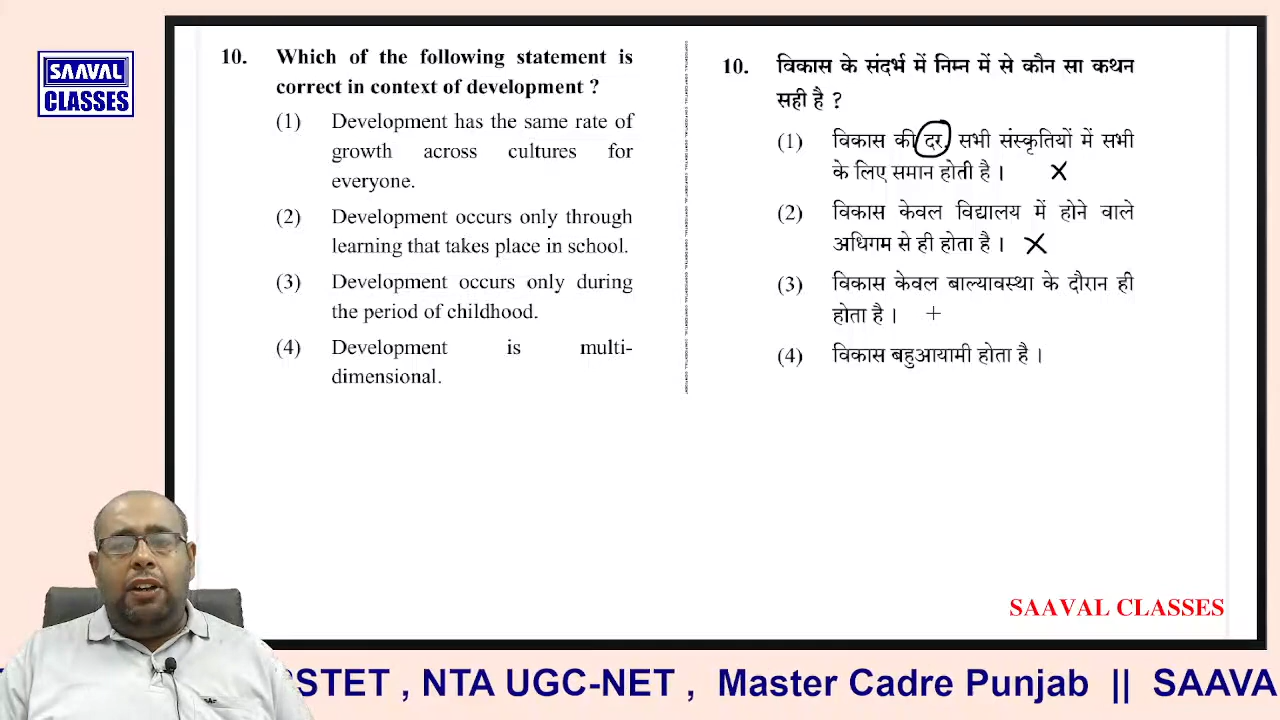 SAAVAL
CLASSES
10. Which of the following statement is
correct in context of development ?
(1) Development has the same rate of
growth across cultures for
everyone.
(2) Development occurs only through
learning that takes place in school.
(3) Development occurs only during
the period of childhood.
(4) Development is multi-
dimensional.
10. विकास के संदर्भ में निम्न में से कौन सा कथन
सही है ?
(1) विकास की दर, सभी संस्कृतियों में सभी
के लिए समान होती है ।
(2) विकास केवल विद्यालय में होने वाले
अधिगम से ही होता है ।
(3) विकास केवल बाल्यावस्था के दौरान ही
होता है ।
(4) विकास बहुआयामी होता है ।
SAAVAL CLASSES
STET , NTA UGC-NET , Master Cadre Punjab || SAAVA